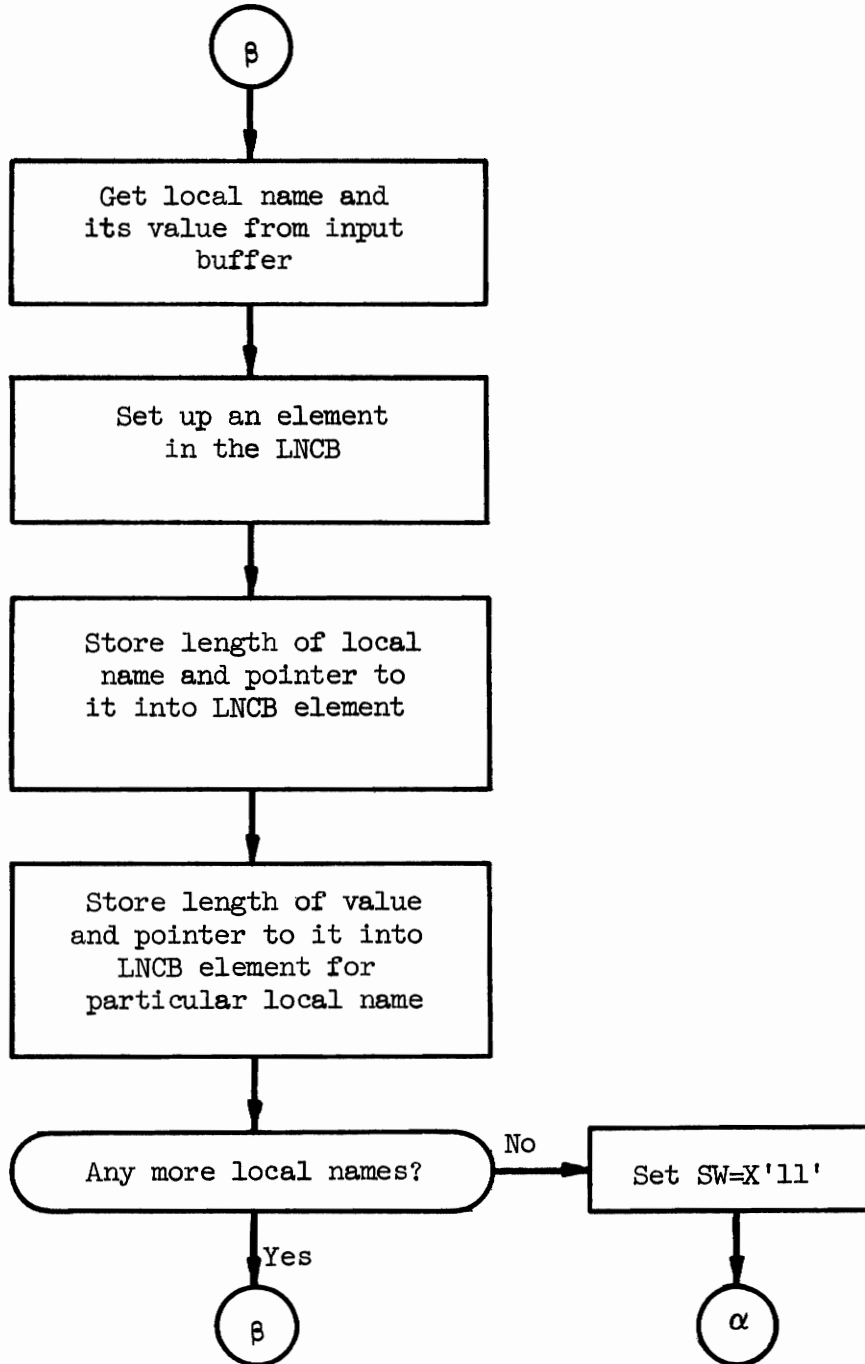 β
Get local name and
its value from input
buffer
Set up an element
in the LNCB
Store length of local
name and pointer to
it into LNCB element
Store length of value
and pointer to it into
LNCB element for
particular local name
Any more local names?
No
Set SW=X'll'
Yes
β
α